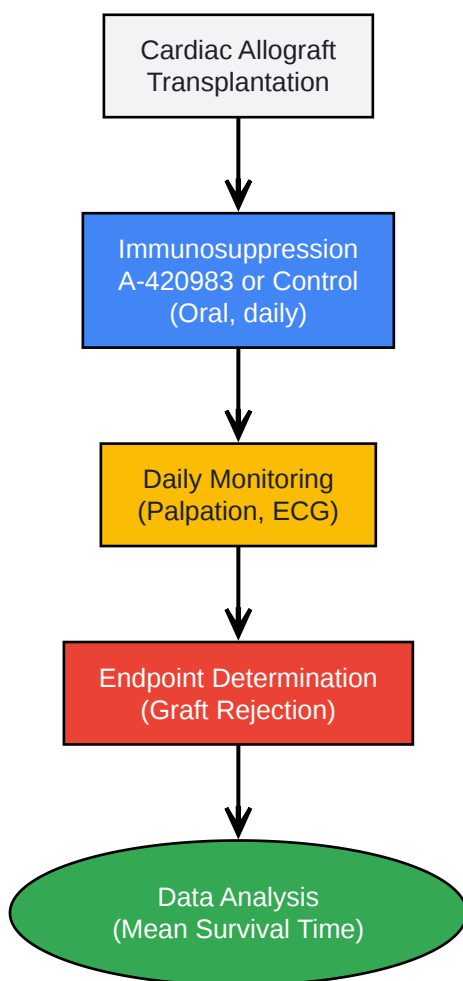 Cardiac Allograft
Transplantation
Immunosuppression
A-420983 or Control
(Oral, daily)
Daily Monitoring
(Palpation, ECG)
Endpoint Determination
(Graft Rejection)
Data Analysis
(Mean Survival Time)